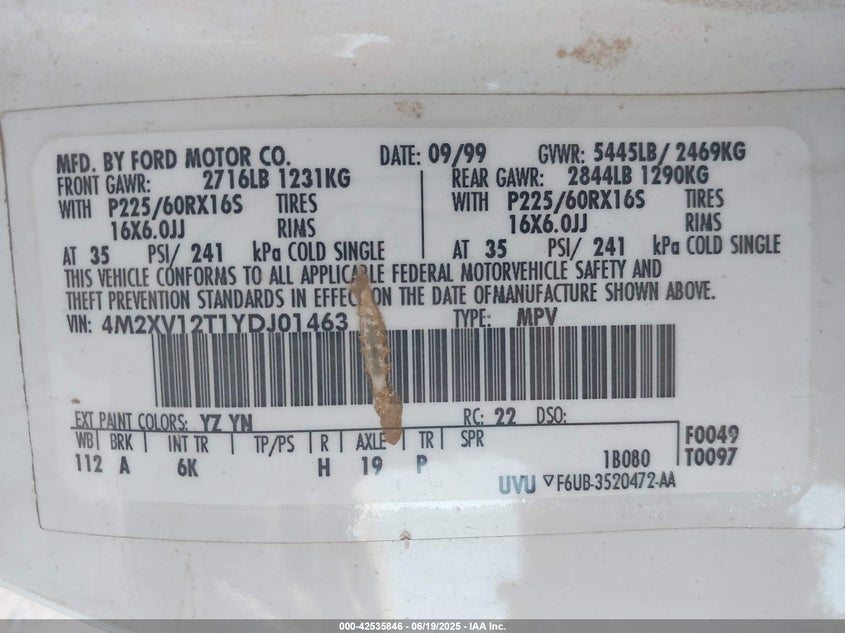 MFD. BY FORD MOTOR CO. DATE: 09/99 GVWR: 5445LB/ 2469KG
FRONT GAWR: 2716LB 1231KG REAR GAWR: 2844LB 1290KG
WITH P225/60RX16S TIRES WITH P225/60RX16S TIRES
16X6.0JJ RIMS 16X6.0JJ RIMS
AT 35 PSI/ 241 kPa COLD SINGLE AT 35 PSI/ 241 kPa COLD SINGLE
THIS VEHICLE CONFORMS TO ALL APPLICABLE FEDERAL MOTORVEHICLE SAFETY AND
THEFT PREVENTION STANDARDS IN EFFECT ON THE DATE OFMANUFACTURE SHOWN ABOVE.
VIN: 4M2XV12T1YDJ01463 TYPE: MPV
EXT PAINT COLORS: YZ YN RC: 22 DSO:
WB BRK INT TR TP/PS R AXLE TR SPR F0049
112 A 6K H 19 P 1B080 T0097
UVU F6UB-3520472-AA
000-42535846 - 06/19/2025 - IAA Inc.